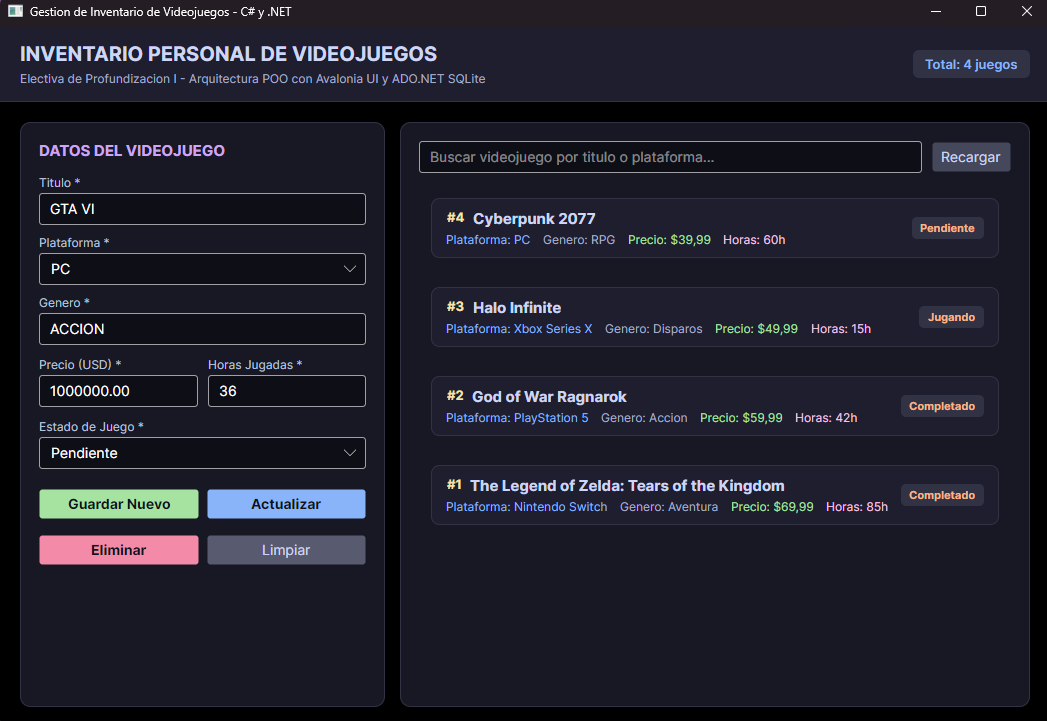 Gestion de Inventario de Videojuegos - C# y .NET
INVENTARIO PERSONAL DE VIDEOJUEGOS
Electiva de Profundizacion I - Arquitectura POO con Avalonia UI y ADO.NET SQLite
Total: 4 juegos
DATOS DEL VIDEOJUEGO
Titulo *
GTA VI
Plataforma *
PC
Genero *
ACCION
Precio (USD) * Horas Jugadas *
1000000.00 36
Estado de Juego *
Pendiente
Guardar Nuevo Actualizar
Eliminar Limpiar
Buscar videojuego por titulo o plataforma... Recargar
#4 Cyberpunk 2077
Plataforma: PC Genero: RPG Precio: $39,99 Horas: 60h
Pendiente
#3 Halo Infinite
Plataforma: Xbox Series X Genero: Disparos Precio: $49,99 Horas: 15h
Jugando
#2 God of War Ragnarok
Plataforma: PlayStation 5 Genero: Accion Precio: $59,99 Horas: 42h
Completado
#1 The Legend of Zelda: Tears of the Kingdom
Plataforma: Nintendo Switch Genero: Aventura Precio: $69,99 Horas: 85h
Completado